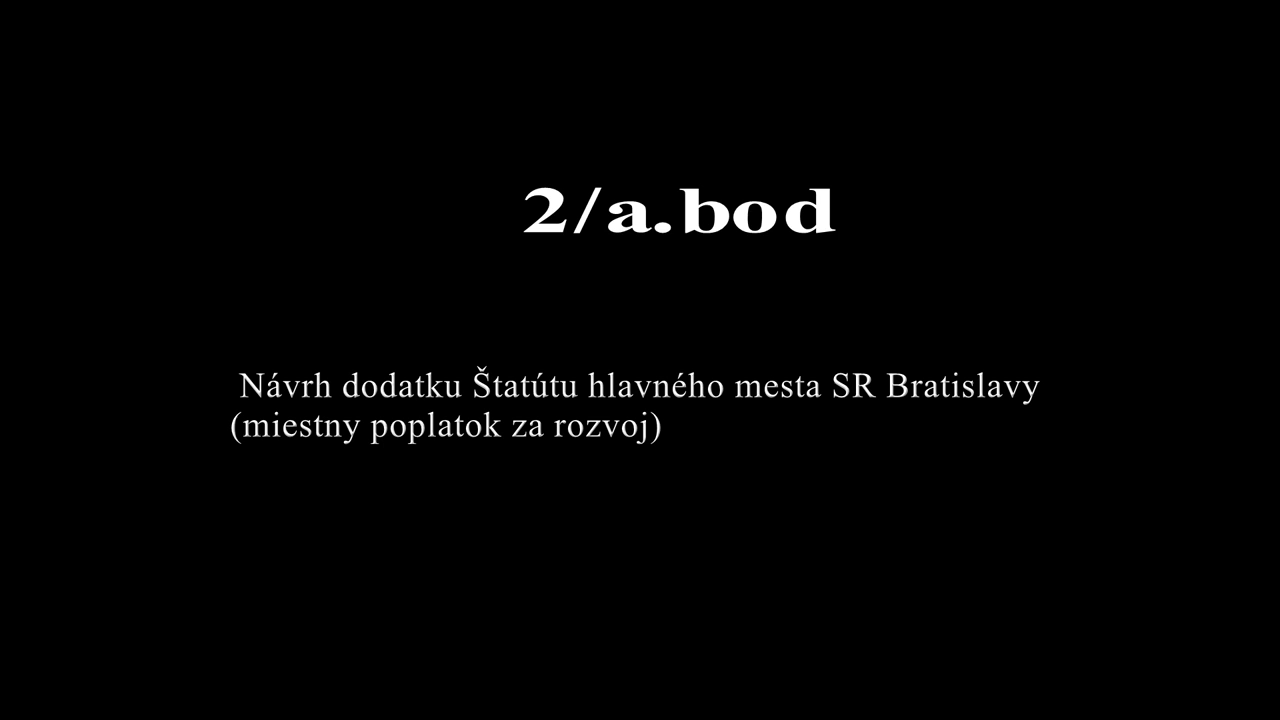 2/a.bod
Návrh dodatku Štatútu hlavného mesta SR Bratislavy
(miestny poplatok za rozvoj)